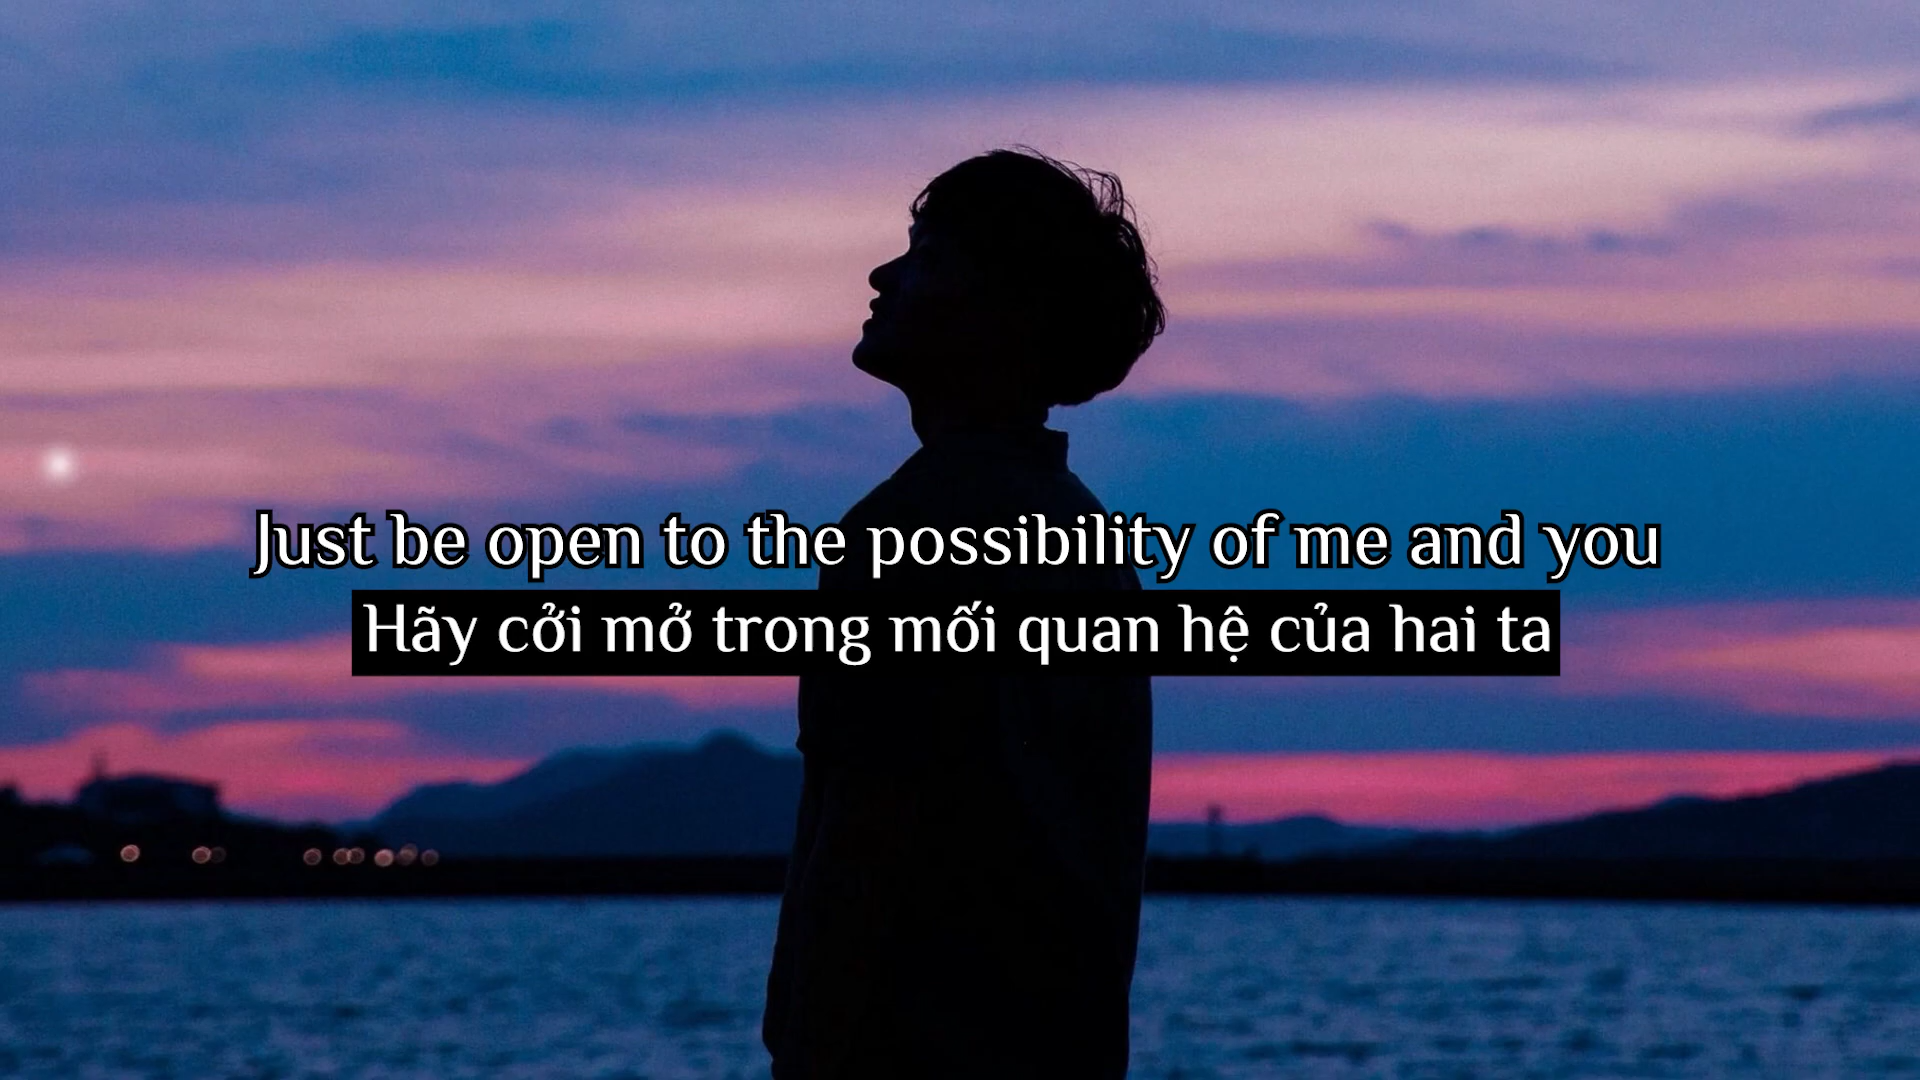 Just be open to the possibility of me and you
Hãy cởi mở trong mối quan hệ của hai ta